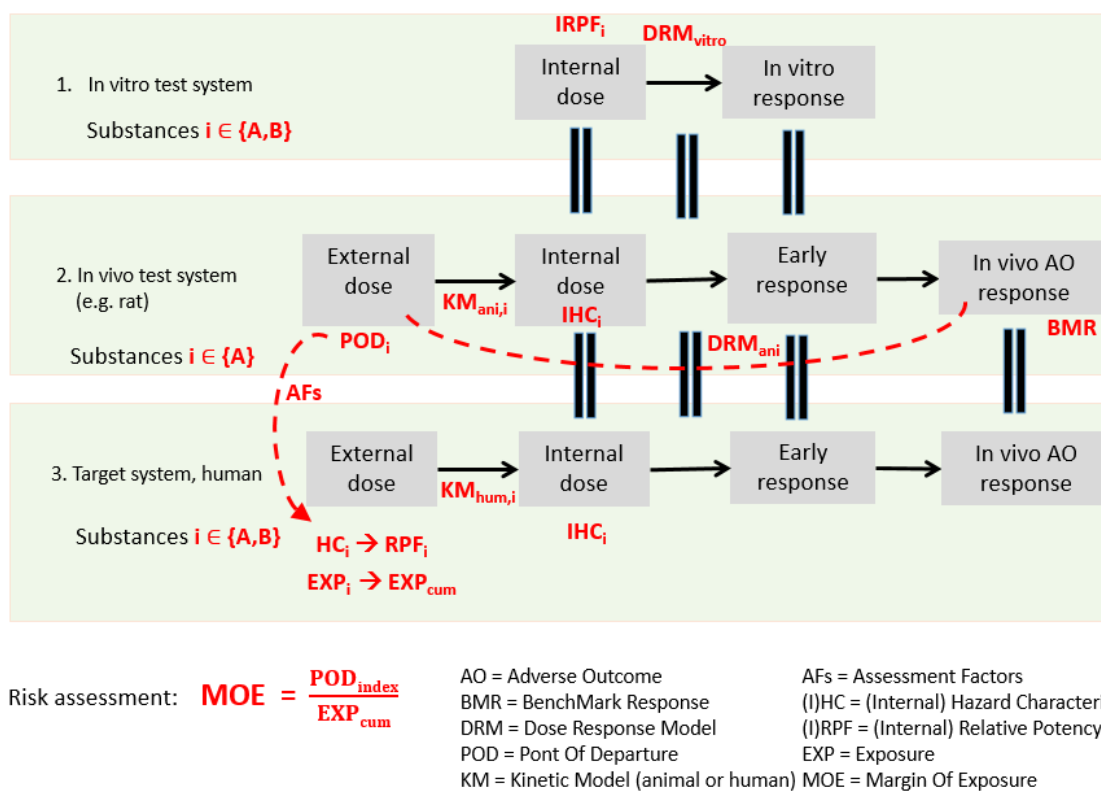 IRPFi
DRMvitro
Internal
dose
In vitro
response
1. In vitro test system
Substances i ∈ {A,B}
External
dose
Internal
dose
IHCi
Early
response
In vivo AO
response
2. In vivo test system
(e.g. rat)
KMani,i
BMR
PODi
DRMani
Substances i ∈ {A}
AFs
External
dose
Internal
dose
Early
response
In vivo AO
response
3. Target system, human
KMhum,i
Substances i ∈ {A,B}
IHCi
HCi → RPFi
EXPi → EXPcum
Risk assessment: MOE = PODindex / EXPcum
AO = Adverse Outcome
BMR = BenchMark Response
DRM = Dose Response Model
POD = Pont Of Departure
KM = Kinetic Model (animal or human)
AFs = Assessment Factors
(I)HC = (Internal) Hazard Characteri
(I)RPF = (Internal) Relative Potency
EXP = Exposure
MOE = Margin Of Exposure